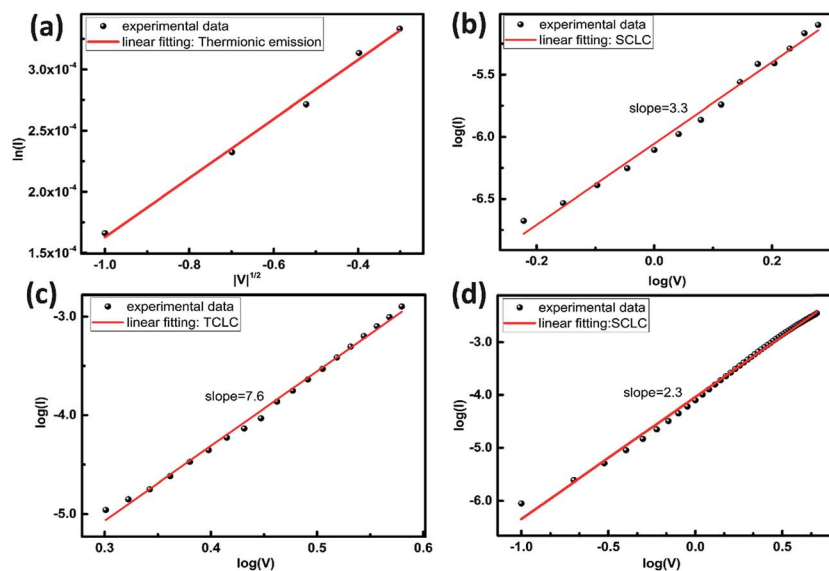 (a)
experimental data
linear fitting: Thermionic emission
ln(I)
3.0x10⁻⁴
2.5x10⁻⁴
2.0x10⁻⁴
1.5x10⁻⁴
-1.0 -0.8 -0.6 -0.4
|V|^1/2
(b)
experimental data
linear fitting: SCLC
slope=3.3
log(I)
-5.5
-6.0
-6.5
-0.2 0.0 0.2
log(V)
(c)
experimental data
linear fitting: TCLC
slope=7.6
log(I)
-3.0
-4.0
-5.0
0.3 0.4 0.5 0.6
log(V)
(d)
experimental data
linear fitting:SCLC
slope=2.3
log(I)
-3.0
-4.0
-5.0
-6.0
-1.0 -0.5 0.0 0.5
log(V)